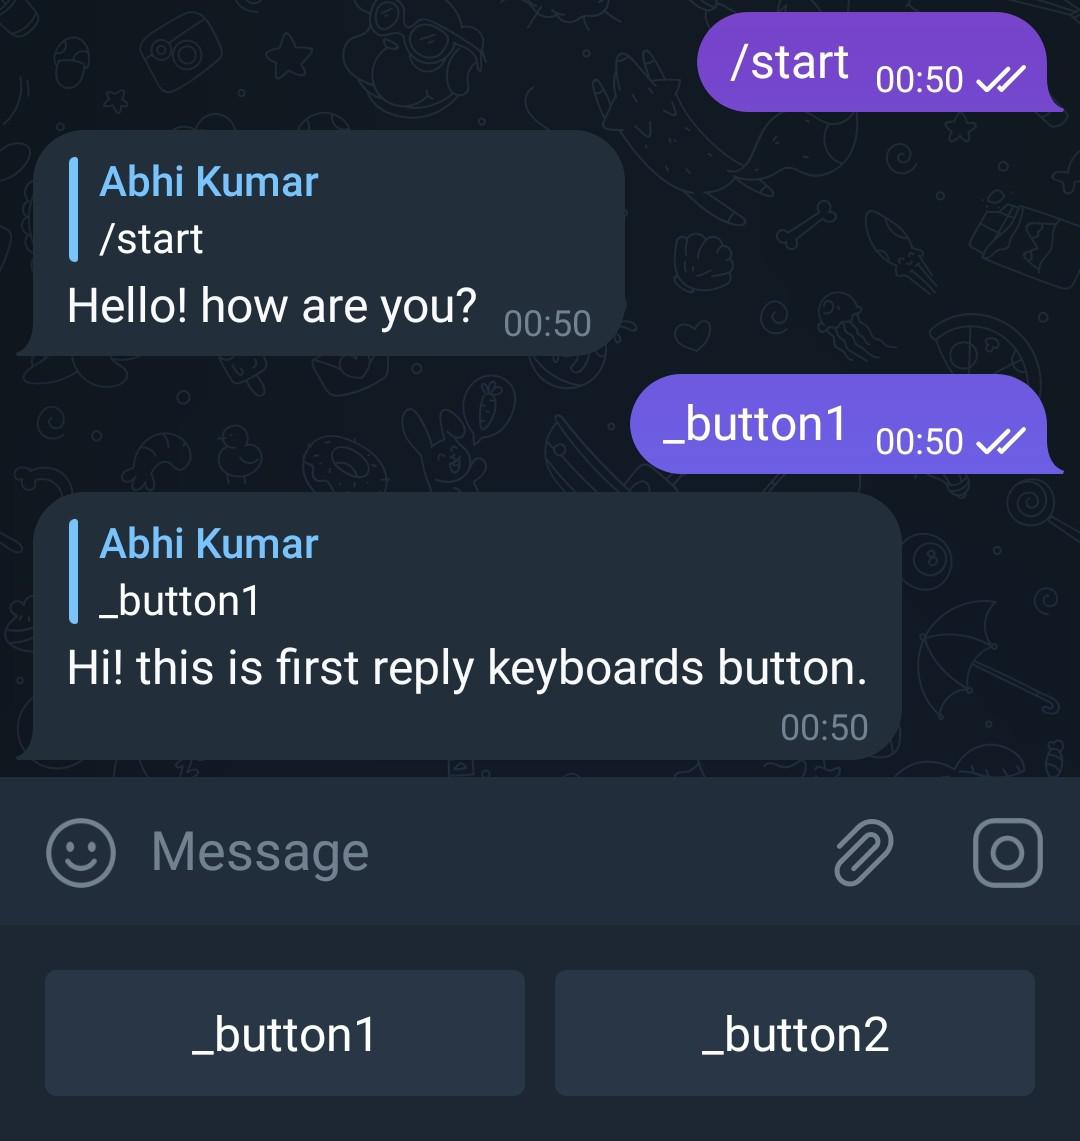 /start 00:50
Abhi Kumar
/start
Hello! how are you? 00:50
_button1 00:50
Abhi Kumar
_button1
Hi! this is first reply keyboards button.
00:50
Message
_button1 _button2